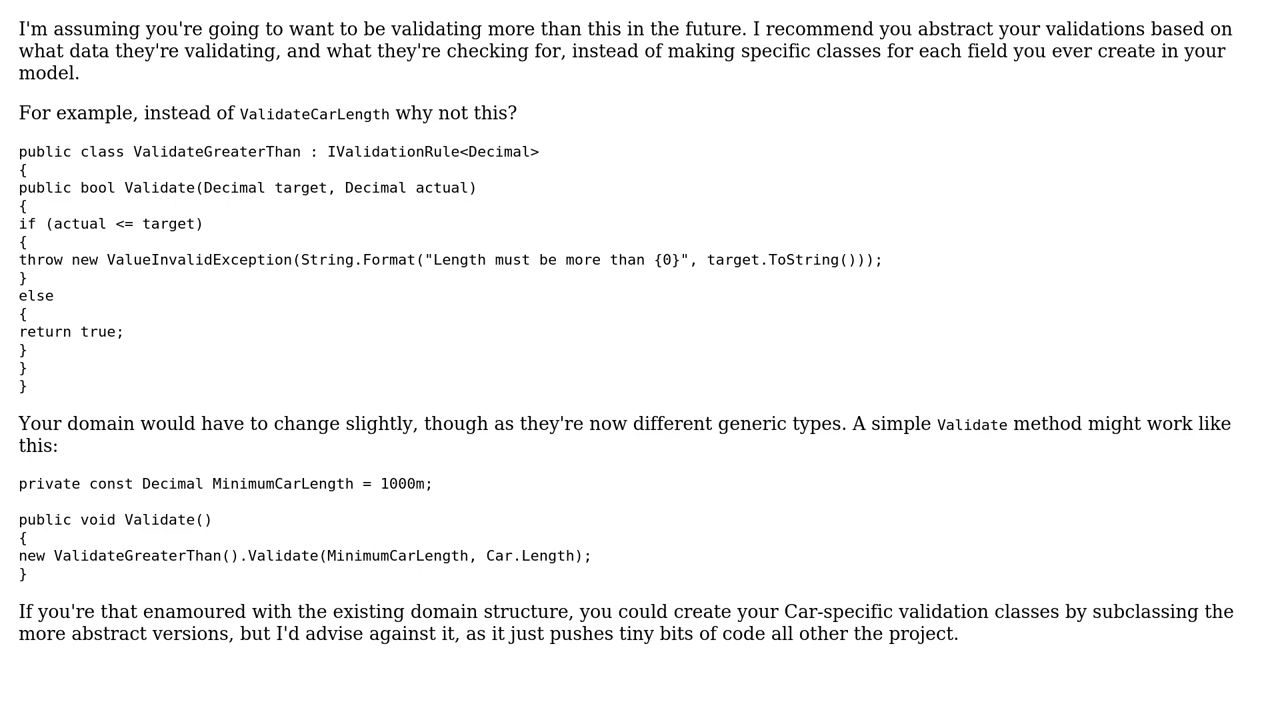 I'm assuming you're going to want to be validating more than this in the future. I recommend you abstract your validations based on
what data they're validating, and what they're checking for, instead of making specific classes for each field you ever create in your
model.
For example, instead of ValidateCarLength why not this?
public class ValidateGreaterThan : IValidationRule<Decimal>
{
public bool Validate(Decimal target, Decimal actual)
{
if (actual <= target)
{
throw new ValueInvalidException(String.Format("Length must be more than {0}", target.ToString()));
}
else
{
return true;
}
}
}
Your domain would have to change slightly, though as they're now different generic types. A simple Validate method might work like
this:
private const Decimal MinimumCarLength = 1000m;
public void Validate()
{
new ValidateGreaterThan().Validate(MinimumCarLength, Car.Length);
}
If you're that enamoured with the existing domain structure, you could create your Car-specific validation classes by subclassing the
more abstract versions, but I'd advise against it, as it just pushes tiny bits of code all other the project.